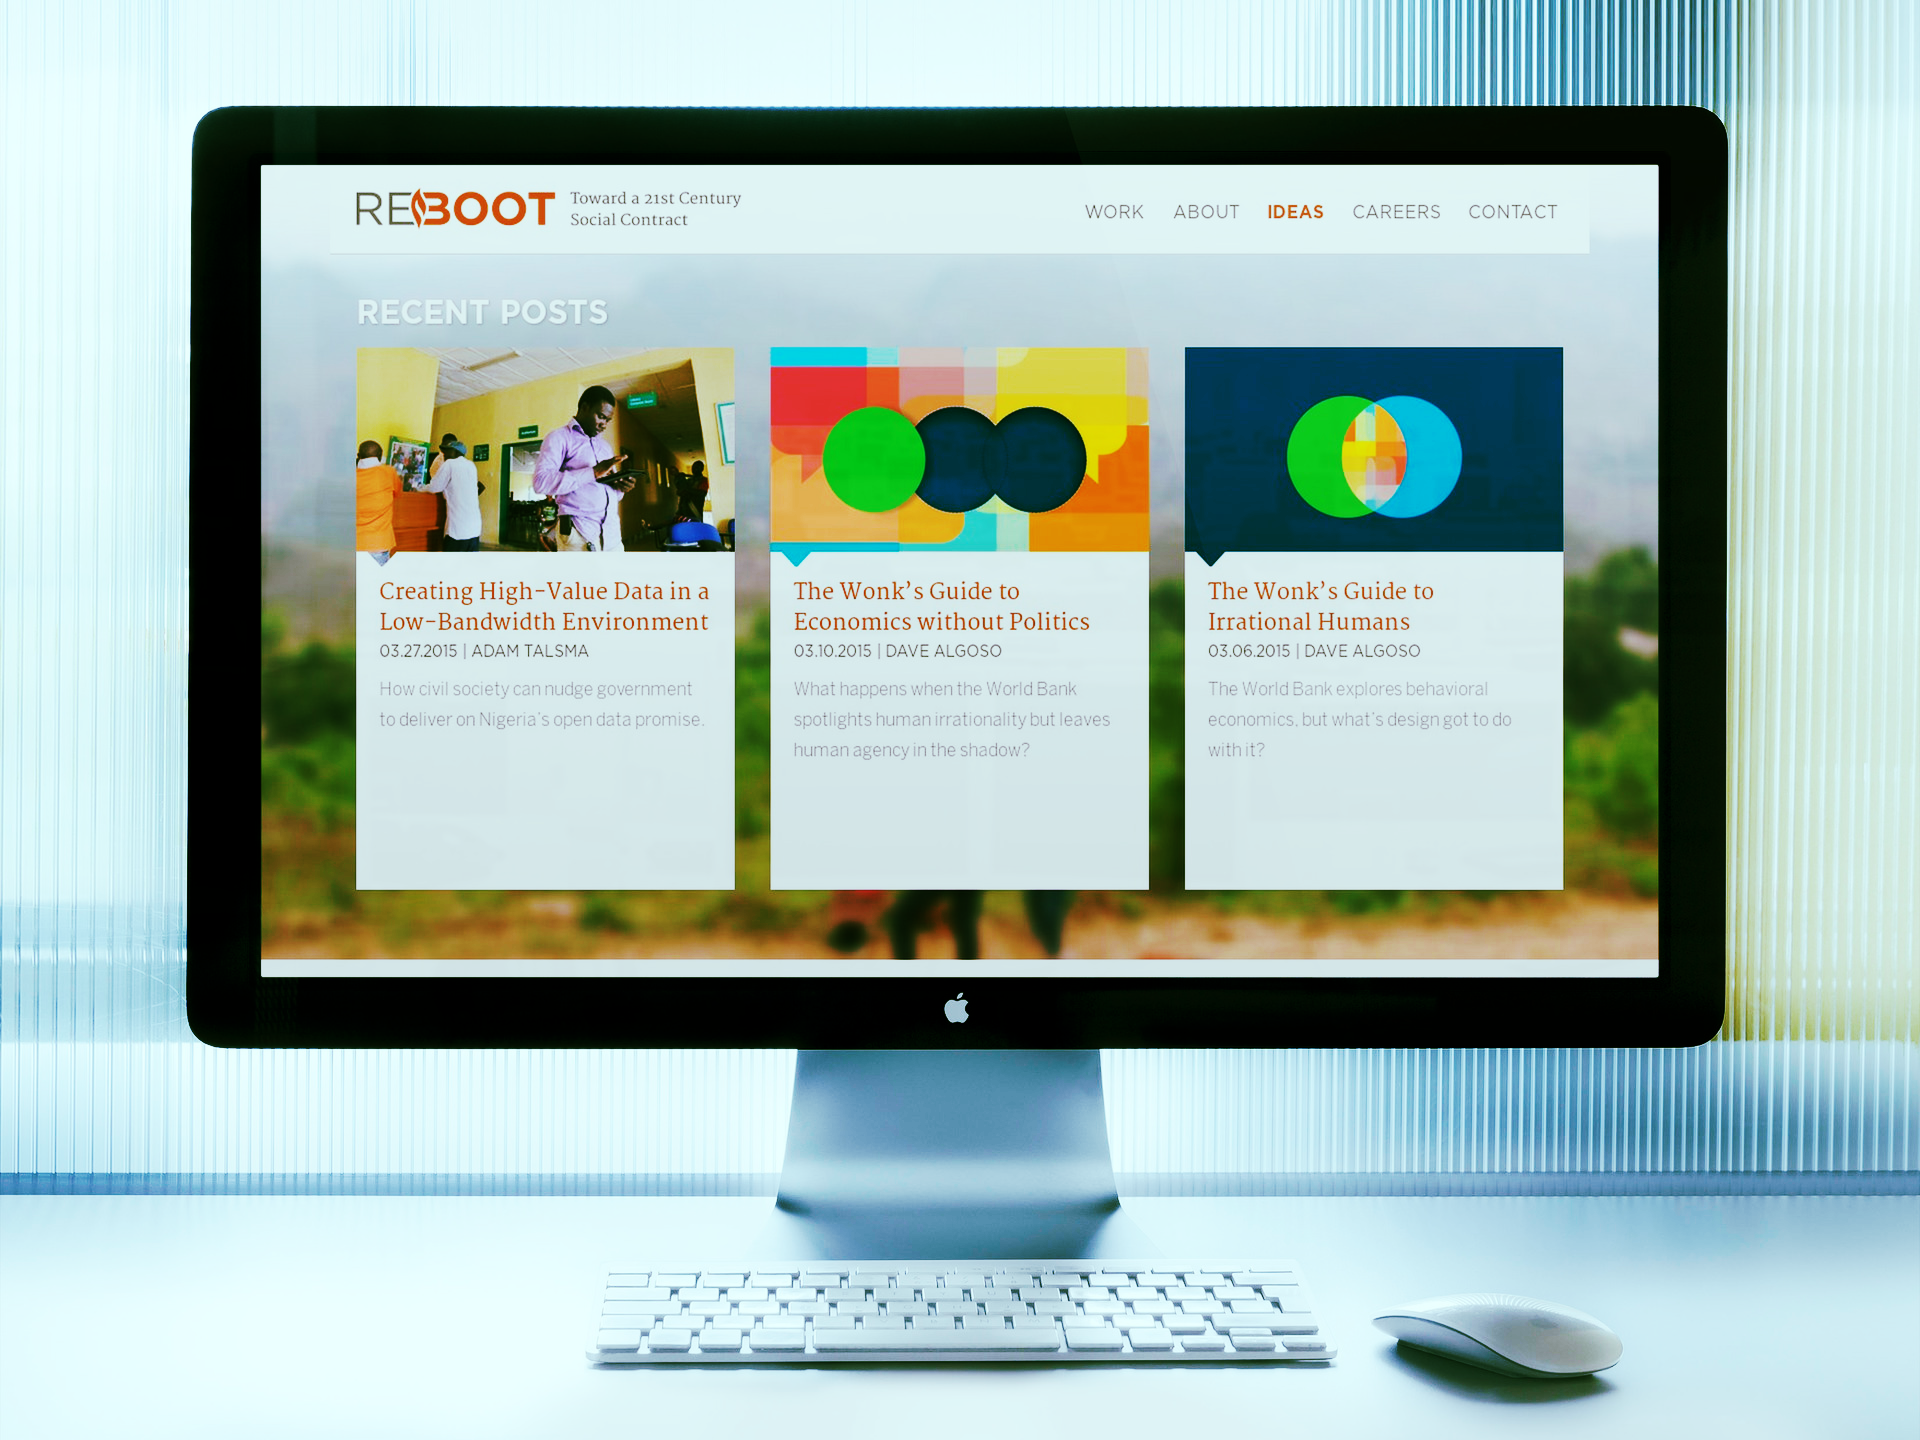 REBOOT
Toward a 21st Century
Social Contract
WORK ABOUT IDEAS CAREERS CONTACT
RECENT POSTS
Creating High-Value Data in a
Low-Bandwidth Environment
03.27.2015 | ADAM TALSMA
How civil society can nudge government
to deliver on Nigeria's open data promise.
The Wonk's Guide to
Economics without Politics
03.10.2015 | DAVE ALGOSO
What happens when the World Bank
spotlights human irrationality but leaves
human agency in the shadow?
The Wonk's Guide to
Irrational Humans
03.06.2015 | DAVE ALGOSO
The World Bank explores behavioral
economics, but what's design got to do
with it?